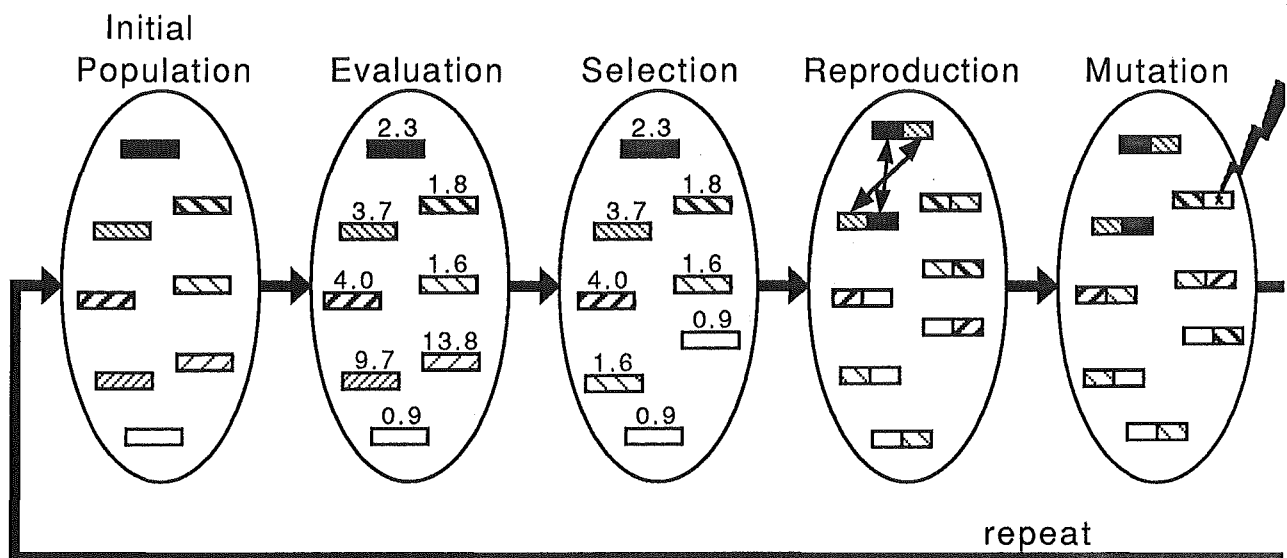 Initial
Population
Evaluation
Selection
Reproduction
Mutation
2.3
1.8
3.7
1.6
4.0
13.8
9.7
0.9
2.3
1.8
3.7
1.6
4.0
0.9
1.6
0.9
repeat